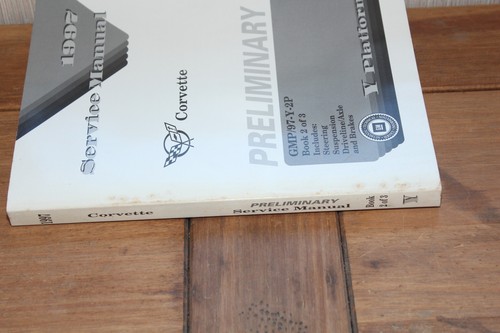 1997
Service Manual
Corvette
PRELIMINARY
GMP/97-Y-2P
Book 2 of 3
Includes:
Steering
Suspension
Driveline/Axle
and Brakes
Y Platform
1997
Corvette
PRELIMINARY
Service Manual
Book
2 of 3
Y